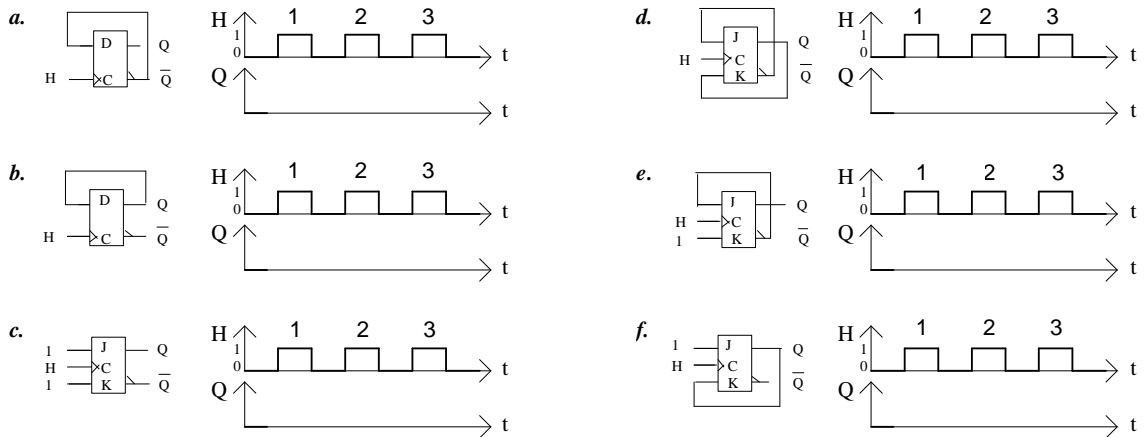 a.
D Q
H C Q̅
H 1 2 3
1
0 t
Q
t
b.
D Q
H C Q̅
H 1 2 3
1
0 t
Q
t
c.
1 J Q
H C
1 K Q̅
H 1 2 3
1
0 t
Q
t
d.
J Q
H C Q̅
K
H 1 2 3
1
0 t
Q
t
e.
J Q
H C
1 K Q̅
H 1 2 3
1
0 t
Q
t
f.
1 J Q
H C
K Q̅
H 1 2 3
1
0 t
Q
t